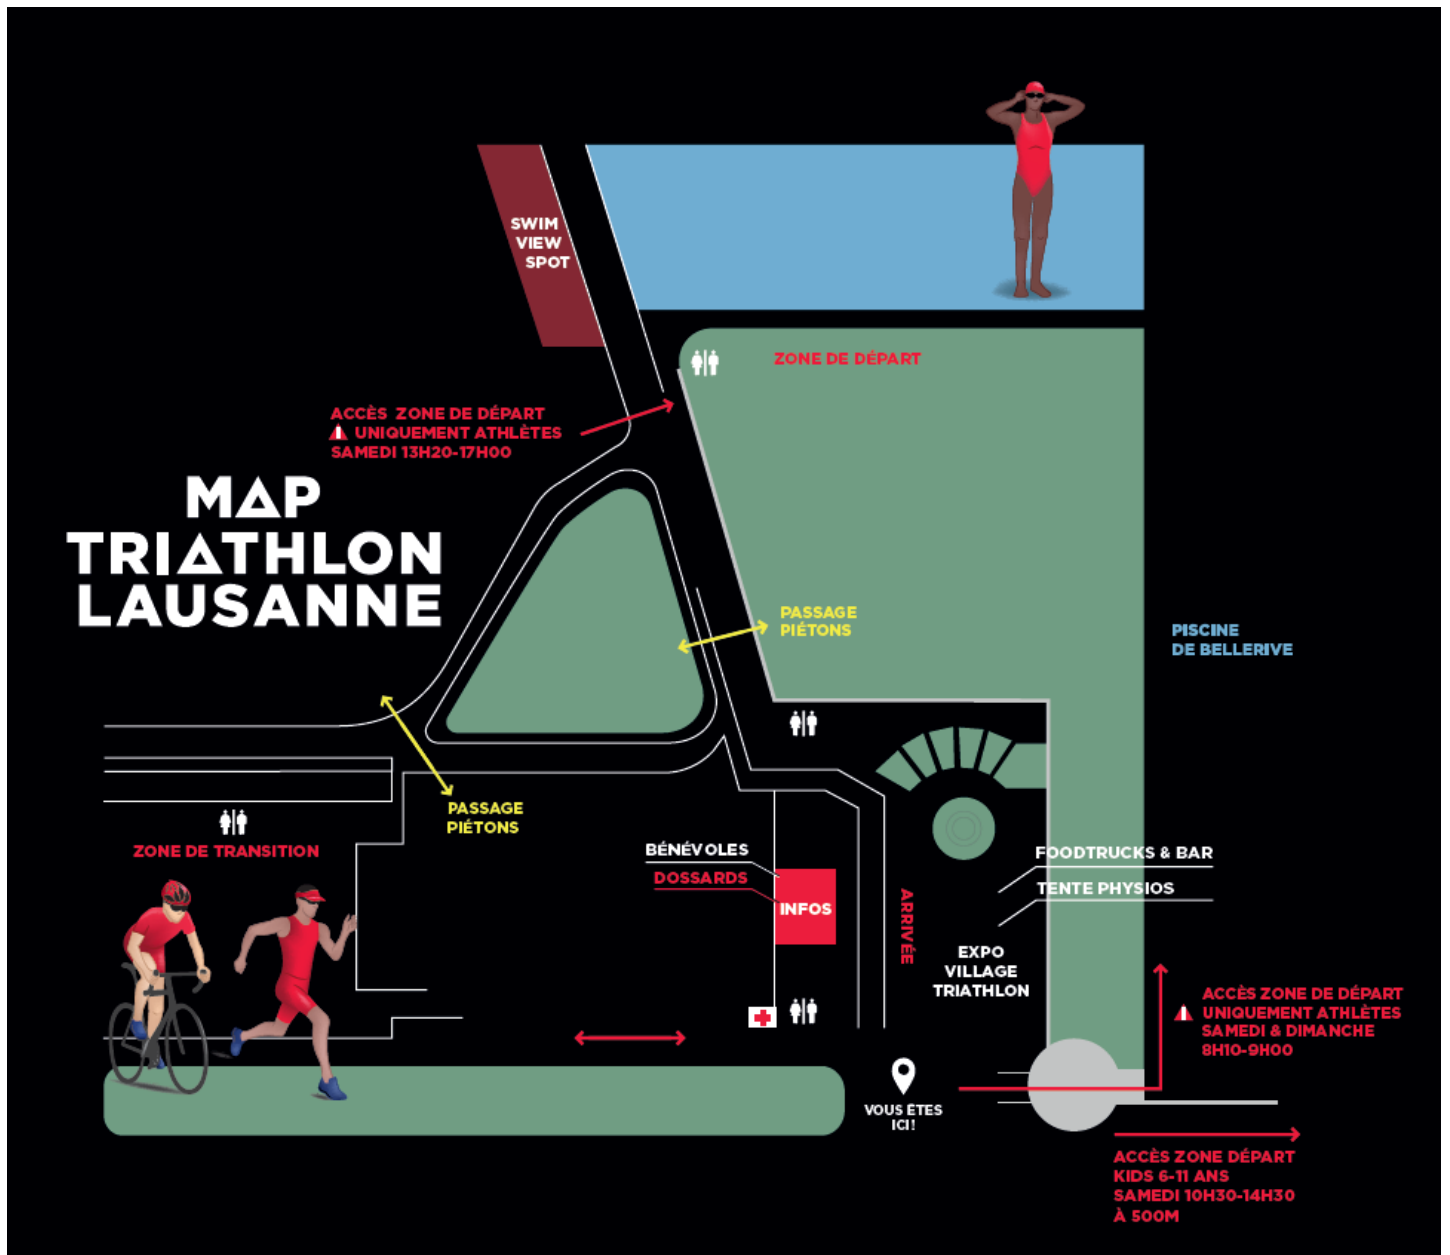 SWIM
VIEW
SPOT
ZONE DE DÉPART
ACCÈS ZONE DE DÉPART
UNIQUEMENT ATHLÈTES
SAMEDI 13H20-17H00
MAP
TRIATHLON
LAUSANNE
PASSAGE
PIÉTONS
PISCINE
DE BELLERIVE
PASSAGE
PIÉTONS
ZONE DE TRANSITION
BÉNÉVOLES
DOSSARDS
INFOS
ARRIVÉE
FOODTRUCKS & BAR
TENTE PHYSIOS
EXPO
VILLAGE
TRIATHLON
ACCÈS ZONE DE DÉPART
UNIQUEMENT ATHLÈTES
SAMEDI & DIMANCHE
8H10-9H00
VOUS ÊTES
ICI!
ACCÈS ZONE DÉPART
KIDS 6-11 ANS
SAMEDI 10H30-14H30
À 500M